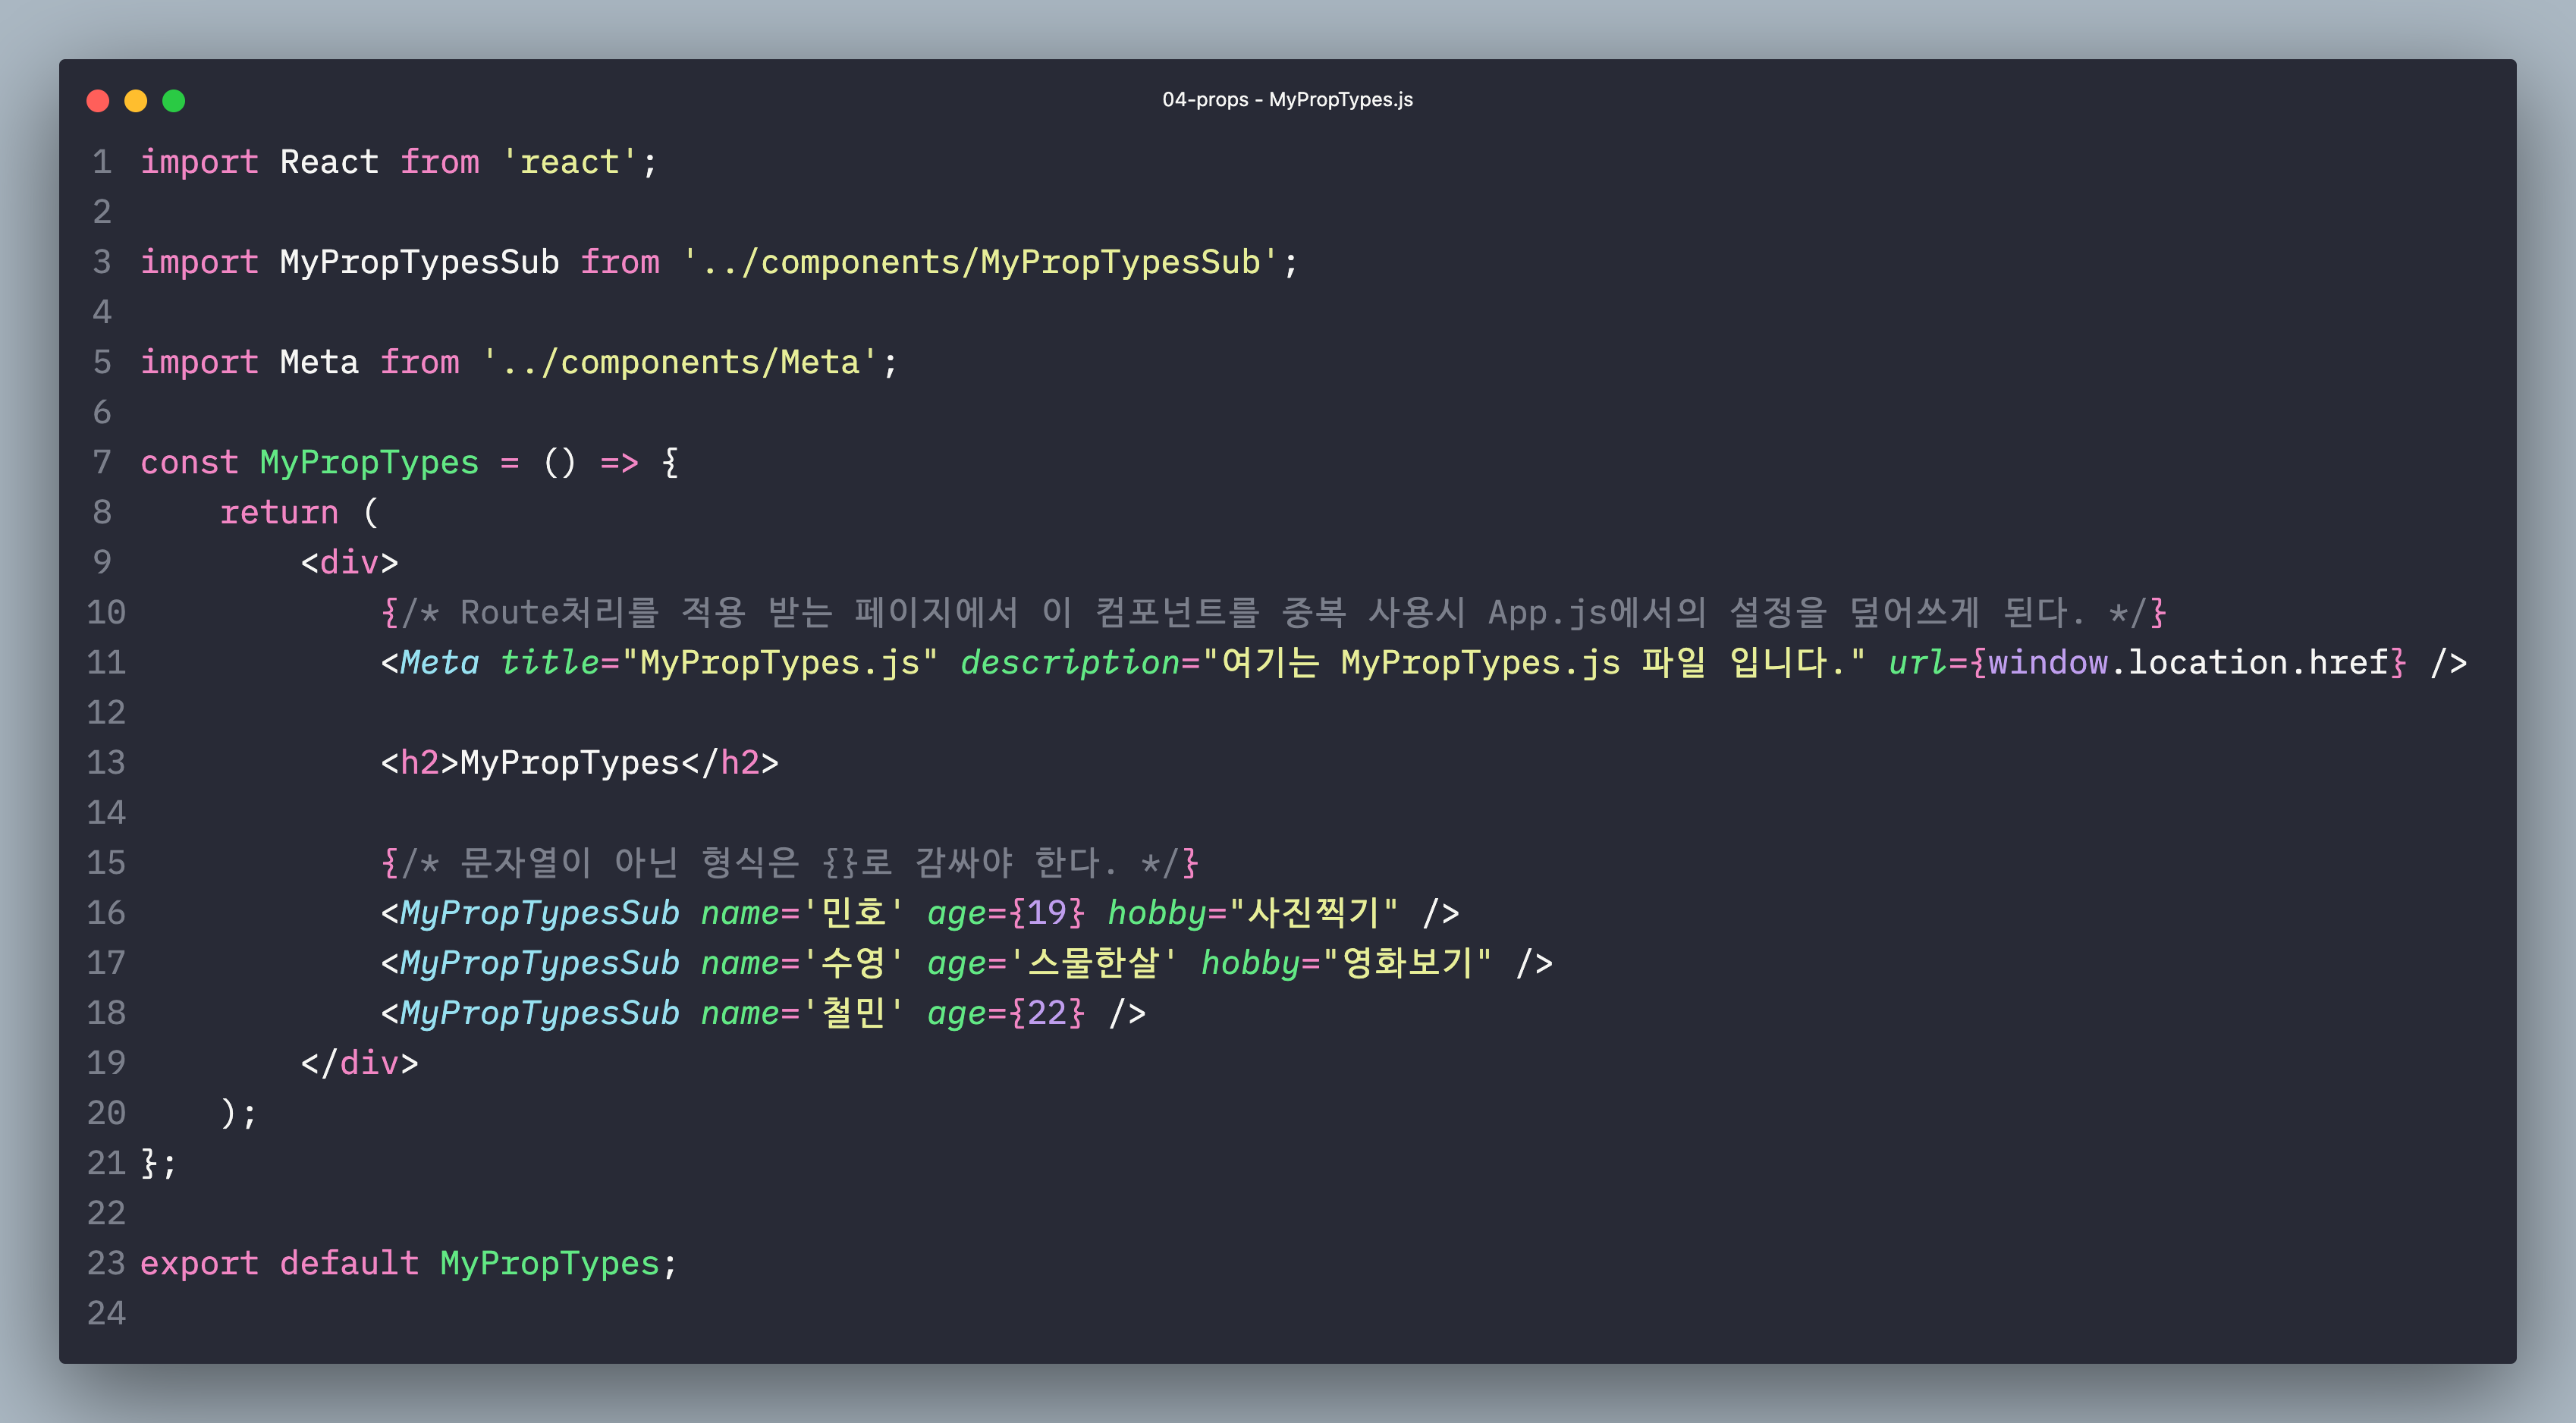 04-props - MyPropTypes.js
1 import React from 'react';
2
3 import MyPropTypesSub from '../components/MyPropTypesSub';
4
5 import Meta from '../components/Meta';
6
7 const MyPropTypes = () => {
8     return (
9         <div>
10             {/* Route처리를 적용 받는 페이지에서 이 컴포넌트를 중복 사용시 App.js에서의 설정을 덮어쓰게 된다. */}
11             <Meta title="MyPropTypes.js" description="여기는 MyPropTypes.js 파일 입니다." url={window.location.href} />
12
13             <h2>MyPropTypes</h2>
14
15             {/* 문자열이 아닌 형식은 {}로 감싸야 한다. */}
16             <MyPropTypesSub name='민호' age={19} hobby="사진찍기" />
17             <MyPropTypesSub name='수영' age='스물한살' hobby="영화보기" />
18             <MyPropTypesSub name='철민' age={22} />
19         </div>
20     );
21 };
22
23 export default MyPropTypes;
24